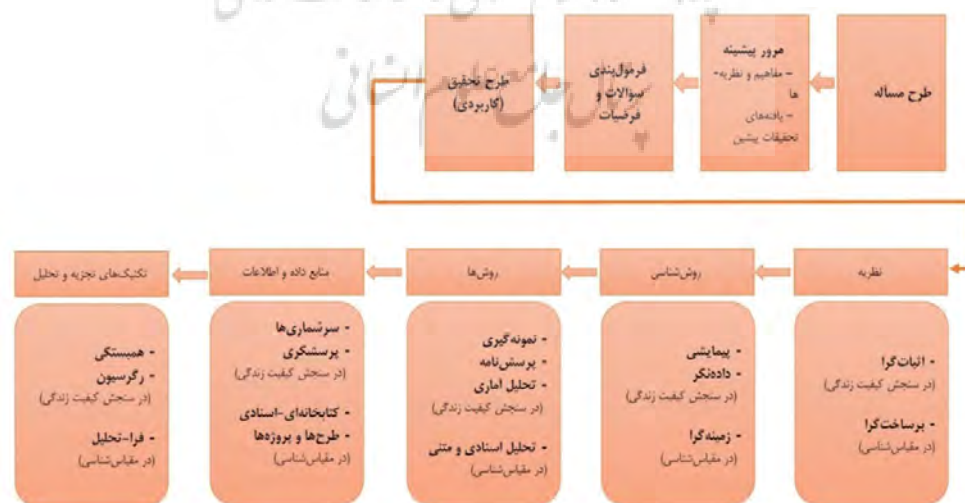 طرح مساله
مرور پیشینه
- مفاهیم و نظریه-
ها
- یافته‌های
تحقیقات پیشین
فرمول‌بندی
سوالات و
فرضیات
طرح تحقیق
(کاربردی)
نظریه
روش‌شناسی
روش‌ها
منابع داده و اطلاعات
تکنیک‌های تجزیه و تحلیل
- اثبات‌گرا
(در سنجش کیفیت زندگی)
- برساخت‌گرا
(در مقیاس‌شناسی)
- پیمایشی
- داده‌نگر
(در سنجش کیفیت زندگی)
- زمینه‌گرا
(در مقیاس‌شناسی)
- نمونه‌گیری
- پرسش‌نامه
- تحلیل آماری
(در سنجش کیفیت زندگی)
- تحلیل اسنادی و متنی
(در مقیاس‌شناسی)
- سرشماری‌ها
- پرسشگری
(در سنجش کیفیت زندگی)
- کتابخانه‌ای-اسنادی
- طرح‌ها و پروژه‌ها
(در مقیاس‌شناسی)
- همبستگی
- رگرسیون
(در سنجش کیفیت زندگی)
- فرا-تحلیل
(در مقیاس‌شناسی)
پرتال جامع علوم انسانی